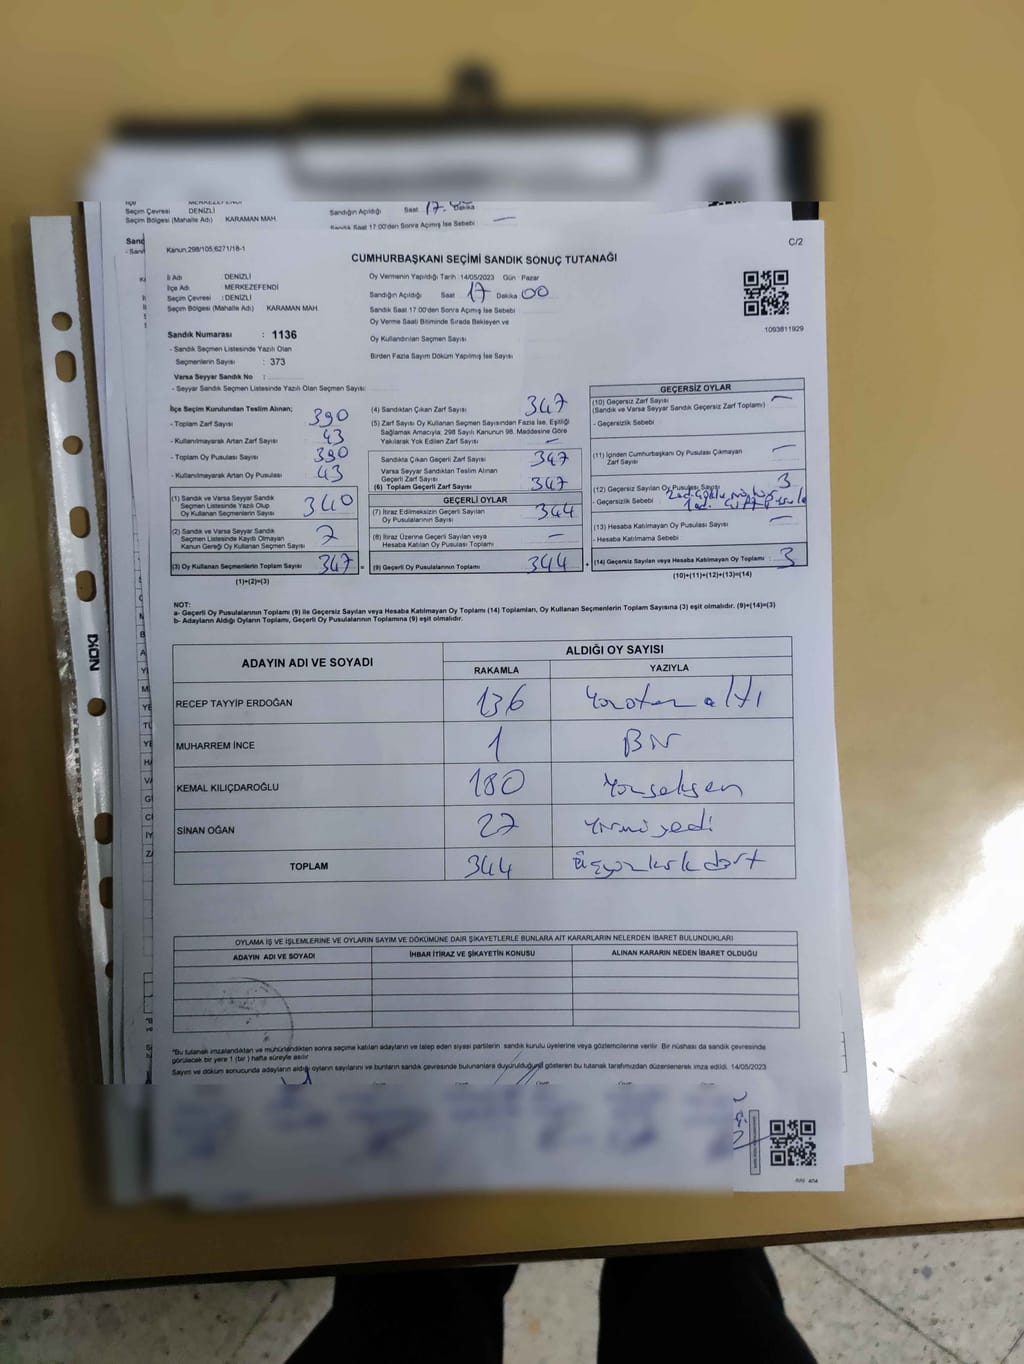 İlçe MERKEZEFENDİ
Seçim Çevresi DENİZLİ
Seçim Bölgesi (Mahalle Adı) KARAMAN MAH.
Sandığın Açıldığı Saat 17. Dakika
Sandık Saat 17:00'den Sonra Açılmış İse Sebebi
C/2
Kanun:298/105;6271/18-1
CUMHURBAŞKANI SEÇİMİ SANDIK SONUÇ TUTANAĞI
İl Adı DENİZLİ
İlçe Adı MERKEZEFENDİ
Seçim Çevresi : DENİZLİ
Seçim Bölgesi (Mahalle Adı) KARAMAN MAH.
Oy Vermenin Yapıldığı Tarih :14/05/2023 Gün : Pazar
Sandığın Açıldığı Saat 17 Dakika 00
Sandık Saat 17:00'den Sonra Açılmış İse Sebebi
Oy Verme Saati Bitiminde Sırada Bekleyen ve
Oy Kullandırılan Seçmen Sayısı
Birden Fazla Sayım Döküm Yapılmış İse Sayısı
1093811929
Sandık Numarası : 1136
- Sandık Seçmen Listesinde Yazılı Olan
Seçmenlerin Sayısı : 373
Varsa Seyyar Sandık No :
- Seyyar Sandık Seçmen Listesinde Yazılı Olan Seçmen Sayısı
İlçe Seçim Kurulundan Teslim Alınan;
- Toplam Zarf Sayısı 390
- Kullanılmayarak Artan Zarf Sayısı 43
- Toplam Oy Pusulası Sayısı 390
- Kullanılmayarak Artan Oy Pusulası 43
(1) Sandık ve Varsa Seyyar Sandık
Seçmen Listesinde Yazılı Olup
Oy Kullanan Seçmenlerin Sayısı 340
(2) Sandık ve Varsa Seyyar Sandık
Seçmen Listesinde Kayıtlı Olmayan
Kanun Gereği Oy Kullanan Seçmen Sayısı 7
(3) Oy Kullanan Seçmenlerin Toplam Sayısı 347 =
(1)+(2)=(3)
(4) Sandıktan Çıkan Zarf Sayısı 347
(5) Zarf Sayısı Oy Kullanan Seçmen Sayısından Fazla İse, Eşitliği
Sağlamak Amacıyla; 298 Sayılı Kanunun 98. Maddesine Göre
Yakılarak Yok Edilen Zarf Sayısı —
Sandıkta Çıkan Geçerli Zarf Sayısı 347
Varsa Seyyar Sandıktan Teslim Alınan
Geçerli Zarf Sayısı
(6) Toplam Geçerli Zarf Sayısı 347
GEÇERLİ OYLAR
(7) İtiraz Edilmeksizin Geçerli Sayılan
Oy Pusulalarının Sayısı 344
(8) İtiraz Üzerine Geçerli Sayılan veya
Hesaba Katılan Oy Pusulası Toplamı —
(9) Geçerli Oy Pusulalarının Toplamı 344 +
GEÇERSİZ OYLAR
(10) Geçersiz Zarf Sayısı —
(Sandık ve Varsa Seyyar Sandık Geçersiz Zarf Toplamı)
- Geçersizlik Sebebi
(11) İçinden Cumhurbaşkanı Oy Pusulası Çıkmayan
Zarf Sayısı —
(12) Geçersiz Sayılan Oy Pusulası Sayısı 3
- Geçersizlik Sebebi
(13) Hesaba Katılmayan Oy Pusulası Sayısı —
- Hesaba Katılmama Sebebi
(14) Geçersiz Sayılan veya Hesaba Katılmayan Oy Toplamı 3
(10)+(11)+(12)+(13)=(14)
NOT:
a- Geçerli Oy Pusulalarının Toplamı (9) ile Geçersiz Sayılan veya Hesaba Katılmayan Oy Toplamı (14) Toplamları, Oy Kullanan Seçmenlerin Toplam Sayısına (3) eşit olmalıdır. (9)+(14)=(3)
b- Adayların Aldığı Oyların Toplamı, Geçerli Oy Pusulalarının Toplamına (9) eşit olmalıdır.
ADAYIN ADI VE SOYADI ALDIĞI OY SAYISI
RAKAMLA YAZIYLA
RECEP TAYYİP ERDOĞAN 136 Yüzotuz altı
MUHARREM İNCE 1 BİR
KEMAL KILIÇDAROĞLU 180 Yüzseksen
SİNAN OĞAN 27 Yirmiyedi
TOPLAM 344 Üçyüz kırk dört
OYLAMA İŞ VE İŞLEMLERİNE VE OYLARIN SAYIM VE DÖKÜMÜNE DAİR ŞİKAYETLERLE BUNLARA AİT KARARLARIN NELERDEN İBARET BULUNDUKLARI
ADAYIN ADI VE SOYADI İHBAR İTİRAZ VE ŞİKAYETİN KONUSU ALINAN KARARIN NEDEN İBARET OLDUĞU
"Bu tutanak imzalandıktan ve mühürlendikten sonra seçime katılan adayların ve talep eden siyasi partilerin sandık kurulu üyelerine veya gözlemcilerine verilir. Bir nüshası da sandık çevresinde
görülecek bir yere 1 (bir) hafta süreyle asılır
Sayım ve döküm sonucunda adayların aldığı oyların sayılarını ve bunların sandık çevresinde bulunanlara duyurulduğunu gösteren bu tutanak tarafımızdan düzenlenerek imza edildi. 14/05/2023
NOKI